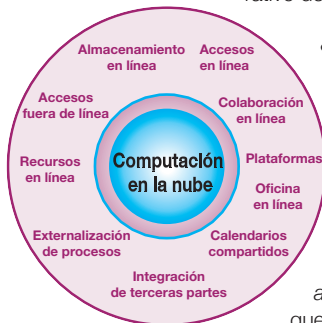 Almacenamiento
en línea
Accesos
en línea
Accesos
fuera de línea
Colaboración
en línea
Recursos
en línea
Computación
en la nube
Plataformas
Oficina
en línea
Externalización
de procesos
Calendarios
compartidos
Integración
de terceras partes
que